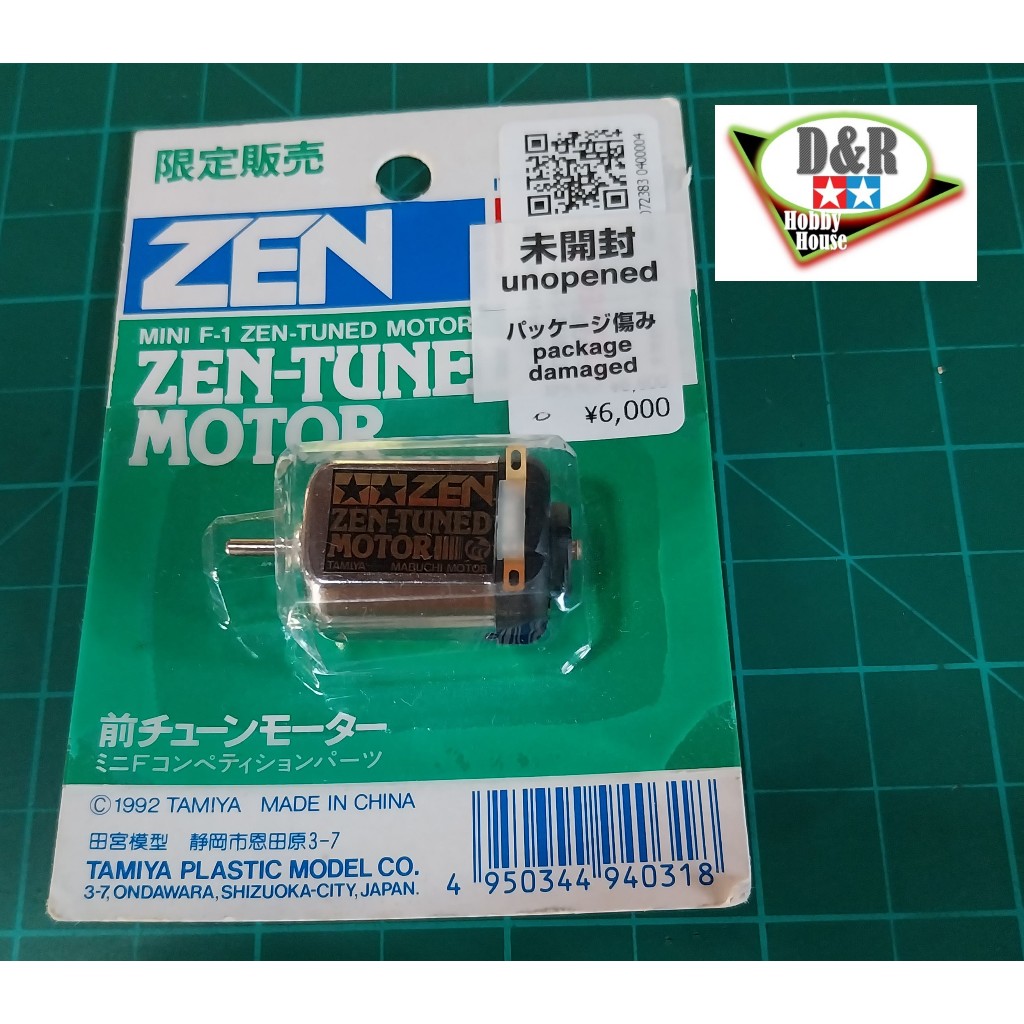 限定販売
ZEN
MINI F-1 ZEN-TUNED MOTOR
ZEN-TUNED
MOTOR
072383 0400004
未開封
unopened
パッケージ傷み
package
damaged
¥6,000
D&R
Hobby
House
ZEN
ZEN-TUNED
MOTOR
TAMIYA MABUCHI MOTOR
前チューンモーター
ミニFコンペティションパーツ
©1992 TAMIYA MADE IN CHINA
田宮模型 静岡市恩田原3-7
TAMIYA PLASTIC MODEL CO.
3-7, ONDAWARA, SHIZUOKA-CITY, JAPAN.
4 950344 940318